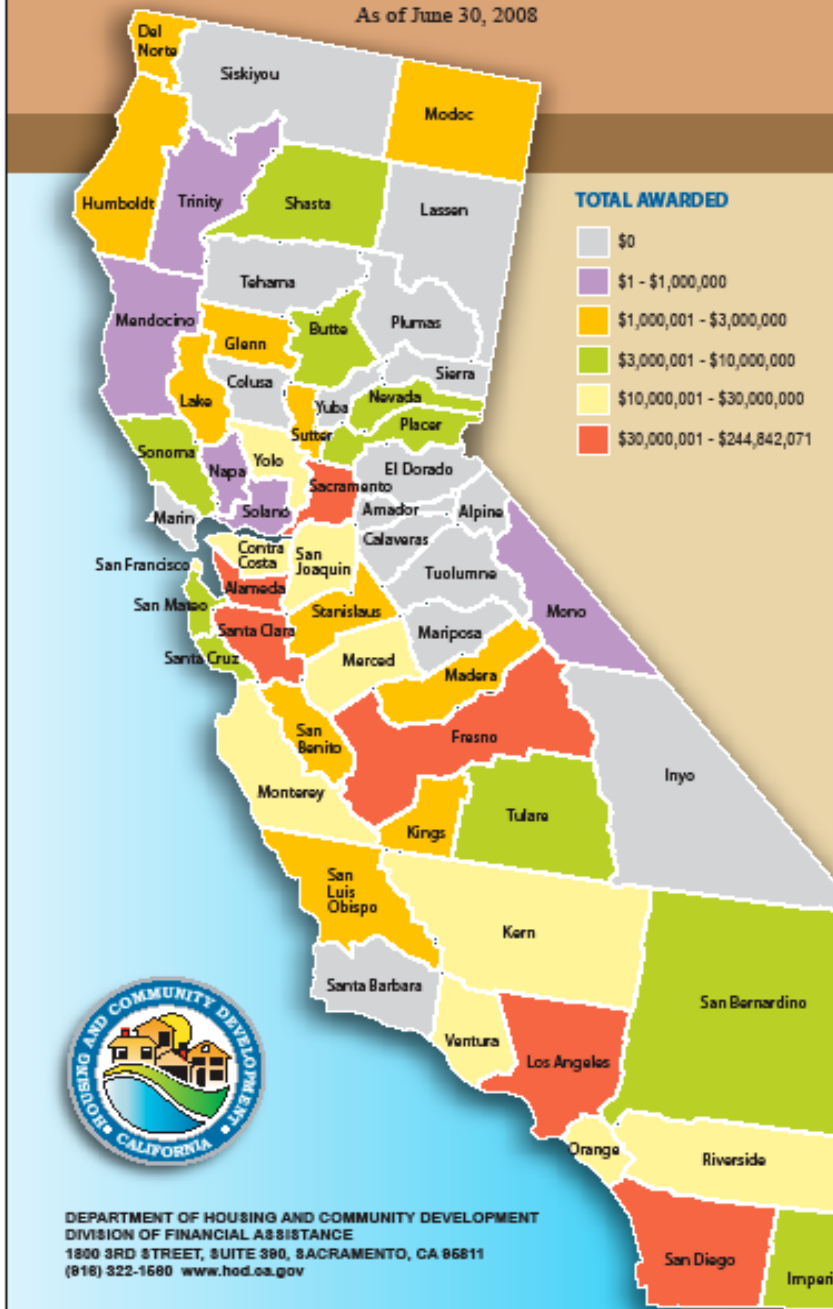 As of June 30, 2008
Del
Norte
Siskiyou
Modoc
Humboldt
Trinity
Shasta
Lassen
TOTAL AWARDED
$0
$1 - $1,000,000
$1,000,001 - $3,000,000
$3,000,001 - $10,000,000
$10,000,001 - $30,000,000
$30,000,001 - $244,842,071
Tehama
Plumas
Mendocino
Glenn
Butte
Colusa
Sierra
Lake
Yuba
Nevada
Sutter
Placer
Sonoma
Napa
Yolo
El Dorado
Sacramento
Marin
Solano
Amador
Alpine
Calaveras
San Francisco
Contra
Costa
San
Joaquin
Tuolumne
Alameda
San Mateo
Stanislaus
Mono
Santa Clara
Mariposa
Santa Cruz
Merced
Madera
San
Benito
Fresno
Inyo
Monterey
Kings
Tulare
San
Luis
Obispo
Kern
Santa Barbara
San Bernardino
Ventura
Los Angeles
Orange
Riverside
San Diego
Imperi
HOUSING AND COMMUNITY DEVELOPMENT
CALIFORNIA
DEPARTMENT OF HOUSING AND COMMUNITY DEVELOPMENT
DIVISION OF FINANCIAL ASSISTANCE
1800 3RD STREET, SUITE 390, SACRAMENTO, CA 95811
(916) 322-1560 www.hcd.ca.gov